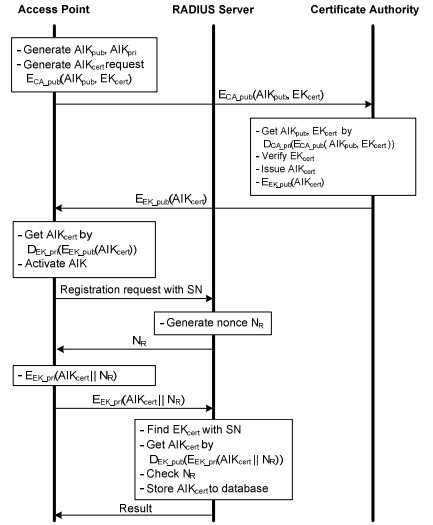 Access Point RADIUS Server Certificate Authority
- Generate AIKpub, AIKpri
- Generate AIKcert request
ECA_pub(AIKpub, EKcert)
ECA_pub(AIKpub, EKcert)
- Get AIKpub, EKcert by
DCA_pri(ECA_pub( AIKpub, EKcert))
- Verify EKcert
- Issue AIKcert
- EEK_pub(AIKcert)
EEK_pub(AIKcert)
- Get AIKcert by
DEK_pri(EEK_pub(AIKcert))
- Activate AIK
Registration request with SN
- Generate nonce NR
NR
- EEK_pri(AIKcert|| NR)
EEK_pri(AIKcert|| NR)
- Find EKcert with SN
- Get AIKcert by
DEK_pub(EEK_pri(AIKcert|| NR))
- Check NR
- Store AIKcert to database
Result